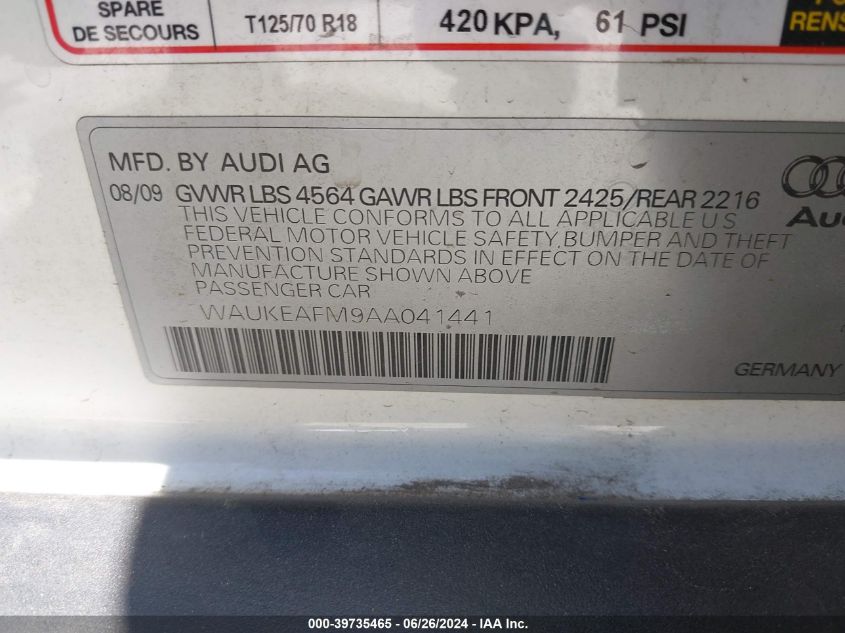 SPARE
DE SECOURS
T125/70 R18
420 KPA, 61 PSI
RENS
MFD. BY AUDI AG
08/09 GVWR LBS 4564 GAWR LBS FRONT 2425/REAR 2216
THIS VEHICLE CONFORMS TO ALL APPLICABLE U S
FEDERAL MOTOR VEHICLE SAFETY,BUMPER AND THEFT
PREVENTION STANDARDS IN EFFECT ON THE DATE OF
MANUFACTURE SHOWN ABOVE
PASSENGER CAR
WAUKEAFM9AA041441
Aud
GERMANY
000-39735465 - 06/26/2024 - IAA Inc.